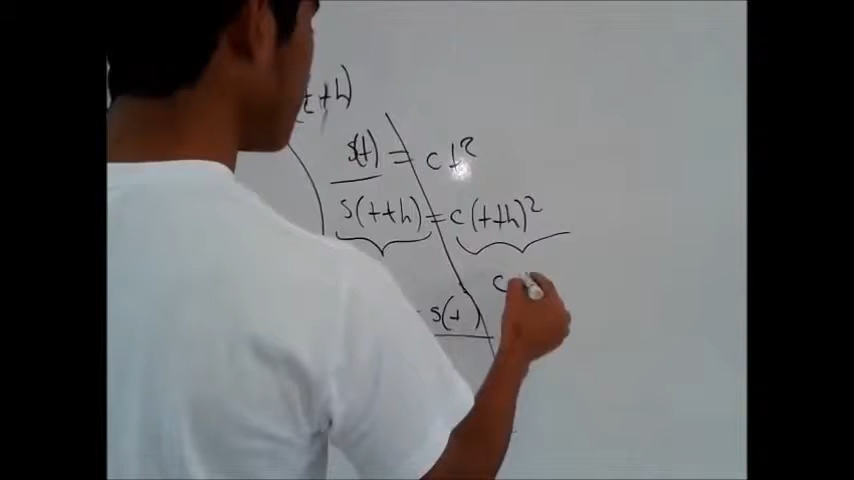 (t+h)
s(t) = ct²
s(t+h) = c(t+h)²
c
s(t)